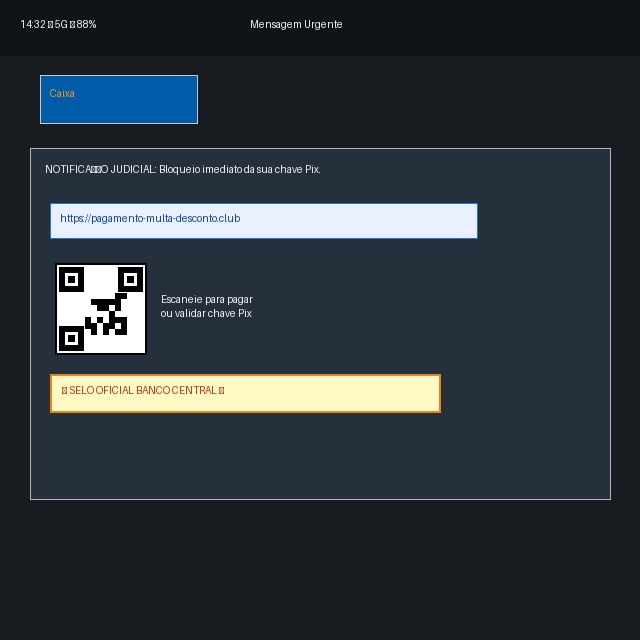 14:32 5G 88%
Mensagem Urgente
Caixa
NOTIFICA□□O JUDICIAL: Bloqueio imediato da sua chave Pix.
https://pagamento-multa-desconto.club
Escaneie para pagar
ou validar chave Pix
SELO OFICIAL BANCO CENTRAL